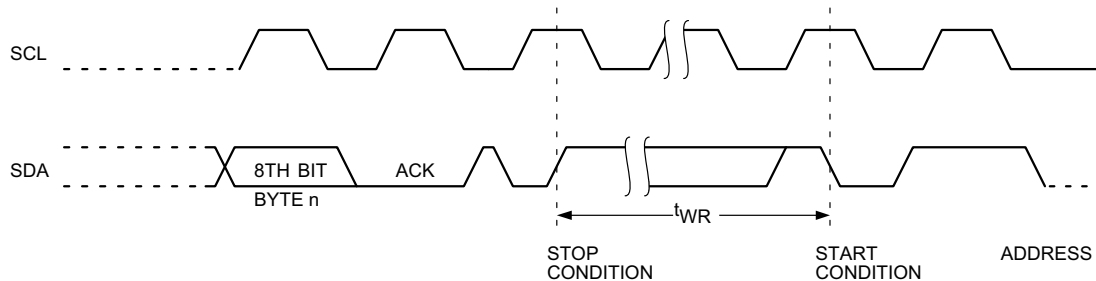 SCL
SDA
8TH BIT
ACK
BYTE n
tWR
STOP
CONDITION
START
CONDITION
ADDRESS